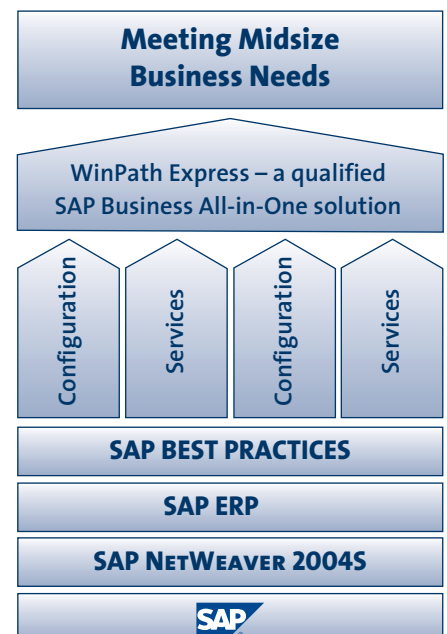 Meeting Midsize
Business Needs
WinPath Express – a qualified
SAP Business All-in-One solution
Configuration
Services
Configuration
Services
SAP BEST PRACTICES
SAP ERP
SAP NETWEAVER 2004S
SAP